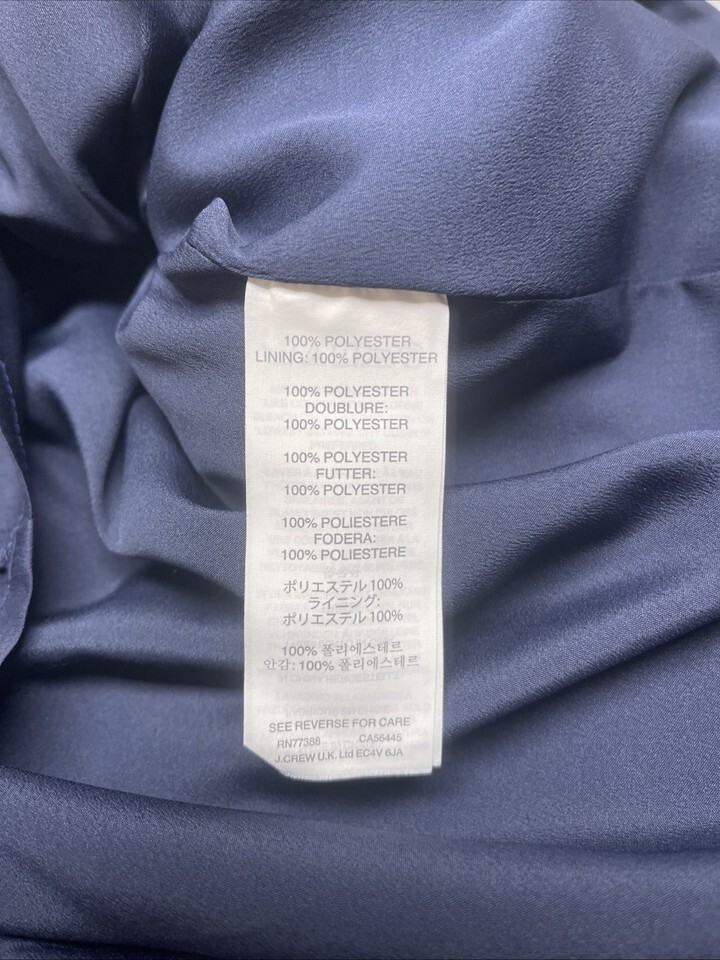 100% POLYESTER
LINING: 100% POLYESTER
100% POLYESTER
DOUBLURE:
100% POLYESTER
100% POLYESTER
FUTTER:
100% POLYESTER
100% POLIESTERE
FODERA:
100% POLIESTERE
ポリエステル 100%
ライニング:
ポリエステル 100%
100% 폴리에스테르
안감: 100% 폴리에스테르
SEE REVERSE FOR CARE
RN77388 CA56445
J.CREW U.K. Ltd EC4V 6JA